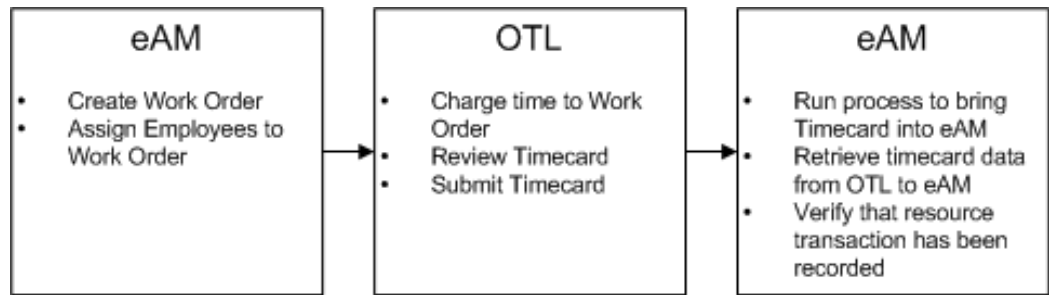 eAM
• Create Work Order
• Assign Employees to
Work Order
OTL
• Charge time to Work
Order
• Review Timecard
• Submit Timecard
eAM
• Run process to bring
Timecard into eAM
• Retrieve timecard data
from OTL to eAM
• Verify that resource
transaction has been
recorded